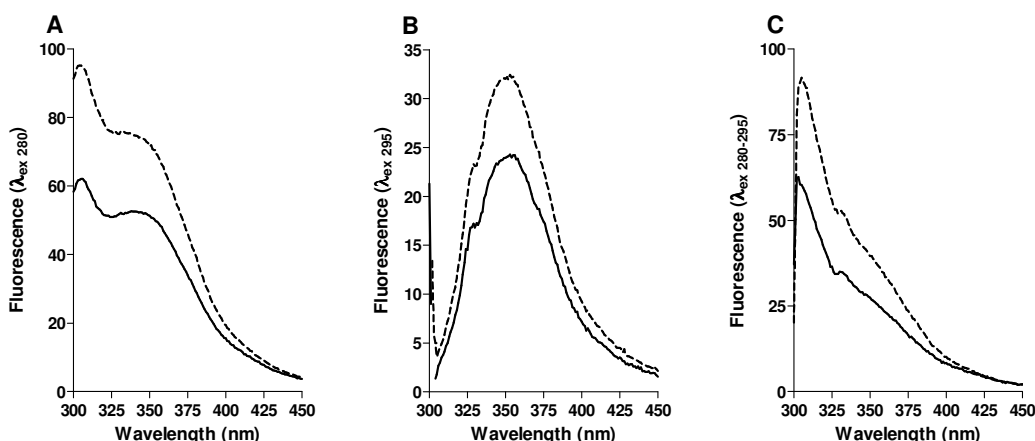 A
Fluorescence (λex 280)
100
80
60
40
20
0
300 325 350 375 400 425 450
Wavelength (nm)
B
Fluorescence (λex 295)
35
30
25
20
15
10
5
0
300 325 350 375 400 425 450
Wavelength (nm)
C
Fluorescence (λex 280-295)
100
75
50
25
0
300 325 350 375 400 425 450
Wavelength (nm)